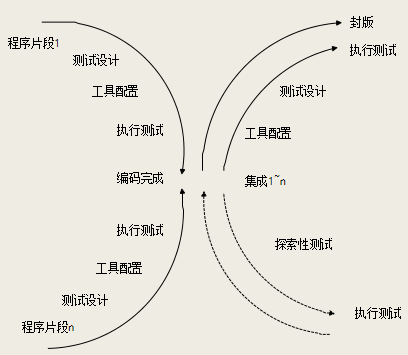 程序片段1
测试设计
工具配置
执行测试
编码完成
执行测试
工具配置
测试设计
程序片段n
封版
执行测试
测试设计
工具配置
集成1~n
探索性测试
执行测试